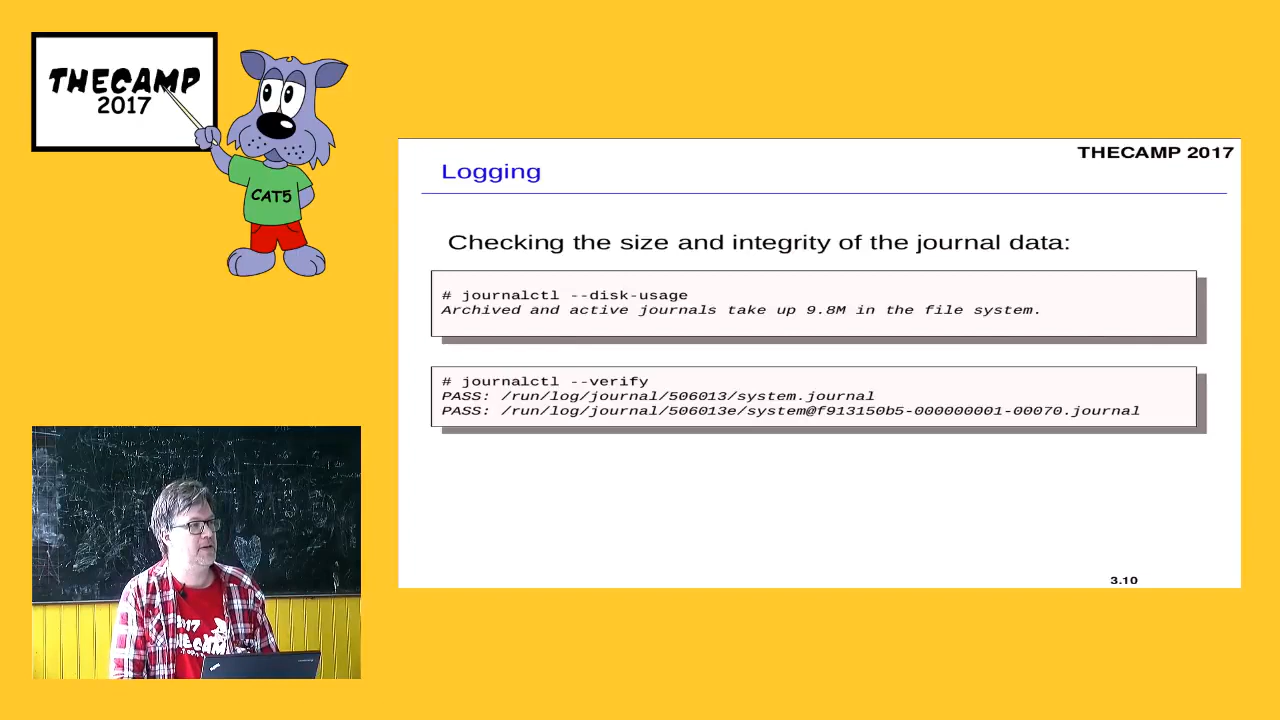 THECAMP
2017
CAT5
THECAMP 2017
Logging
Checking the size and integrity of the journal data:
# journalctl --disk-usage
Archived and active journals take up 9.8M in the file system.
# journalctl --verify
PASS: /run/log/journal/506013/system.journal
PASS: /run/log/journal/506013e/system@f913150b5-000000001-00070.journal
3.10
2017
THECAMP